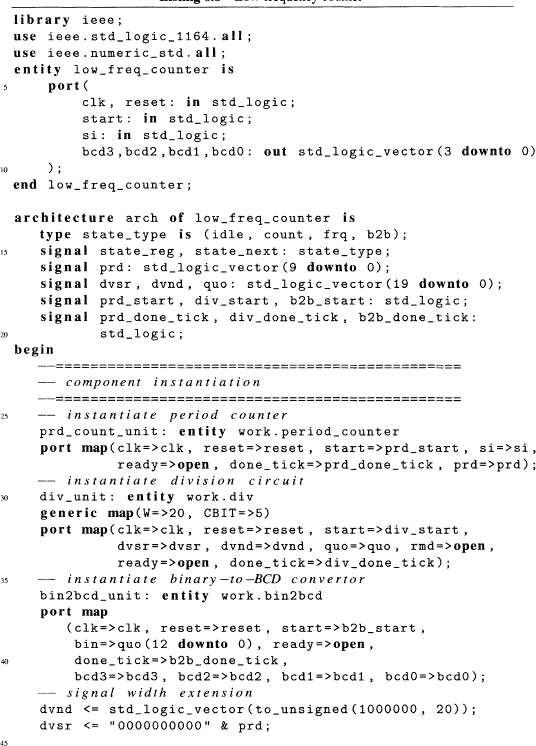 library ieee;
use ieee.std_logic_1164.all;
use ieee.numeric_std.all;
entity low_freq_counter is
5 port(
clk, reset: in std_logic;
start: in std_logic;
si: in std_logic;
bcd3,bcd2,bcd1,bcd0: out std_logic_vector(3 downto 0)
10 );
end low_freq_counter;
architecture arch of low_freq_counter is
type state_type is (idle, count, frq, b2b);
15 signal state_reg, state_next: state_type;
signal prd: std_logic_vector(9 downto 0);
signal dvsr, dvnd, quo: std_logic_vector(19 downto 0);
signal prd_start, div_start, b2b_start: std_logic;
signal prd_done_tick, div_done_tick, b2b_done_tick:
20 std_logic;
begin
--===============================================
-- component instantiation
--===============================================
25 -- instantiate period counter
prd_count_unit: entity work.period_counter
port map(clk=>clk, reset=>reset, start=>prd_start, si=>si,
ready=>open, done_tick=>prd_done_tick, prd=>prd);
-- instantiate division circuit
30 div_unit: entity work.div
generic map(W=>20, CBIT=>5)
port map(clk=>clk, reset=>reset, start=>div_start,
dvsr=>dvsr, dvnd=>dvnd, quo=>quo, rmd=>open,
ready=>open, done_tick=>div_done_tick);
35 -- instantiate binary-to-BCD convertor
bin2bcd_unit: entity work.bin2bcd
port map
(clk=>clk, reset=>reset, start=>b2b_start,
bin=>quo(12 downto 0), ready=>open,
40 done_tick=>b2b_done_tick,
bcd3=>bcd3, bcd2=>bcd2, bcd1=>bcd1, bcd0=>bcd0);
-- signal width extension
dvnd <= std_logic_vector(to_unsigned(1000000, 20));
dvsr <= "0000000000" & prd;
45